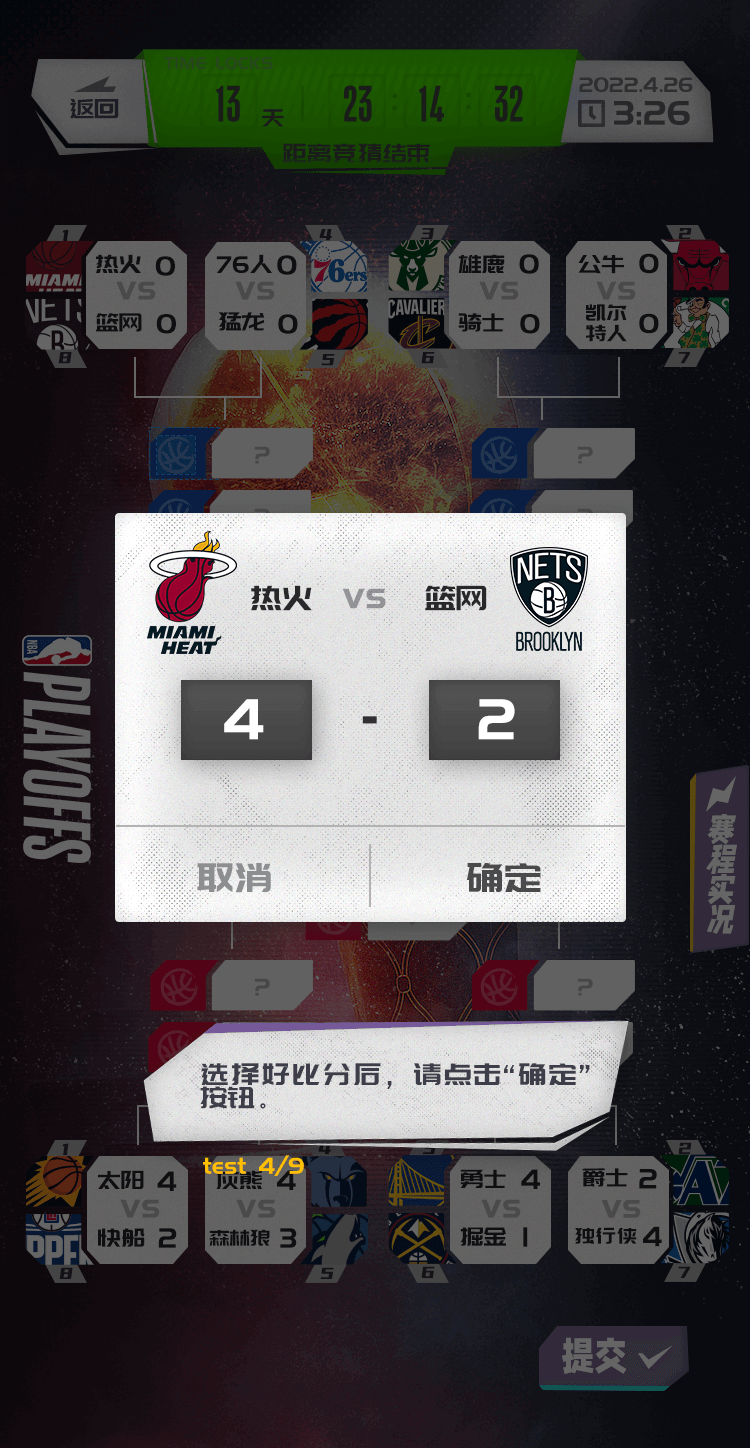 TIME COUNT
返回
13 天 23 : 14 : 32
距离竞猜结束
2022.4.26
3:26
1
4
3
2
MIAMI
热火 0
VS
NETS
B
篮网 0
8
76人 0
VS
猛龙 0
76ers
5
雄鹿 0
VS
CAVALIERS
骑士 0
6
公牛 0
VS
凯尔
特人 0
7
?
?
MIAMI
HEAT
热火 VS 篮网
NETS
B
BROOKLYN
4 - 2
取消
确定
NBA
PLAYOFFS
赛程实况
?
?
选择好比分后，请点击“确定”
按钮。
test 4/9
1
4
3
2
太阳 4
VS
快船 2
8
灰熊 4
VS
森林狼 3
5
勇士 4
VS
掘金 1
6
爵士 2
VS
独行侠 4
7
提交